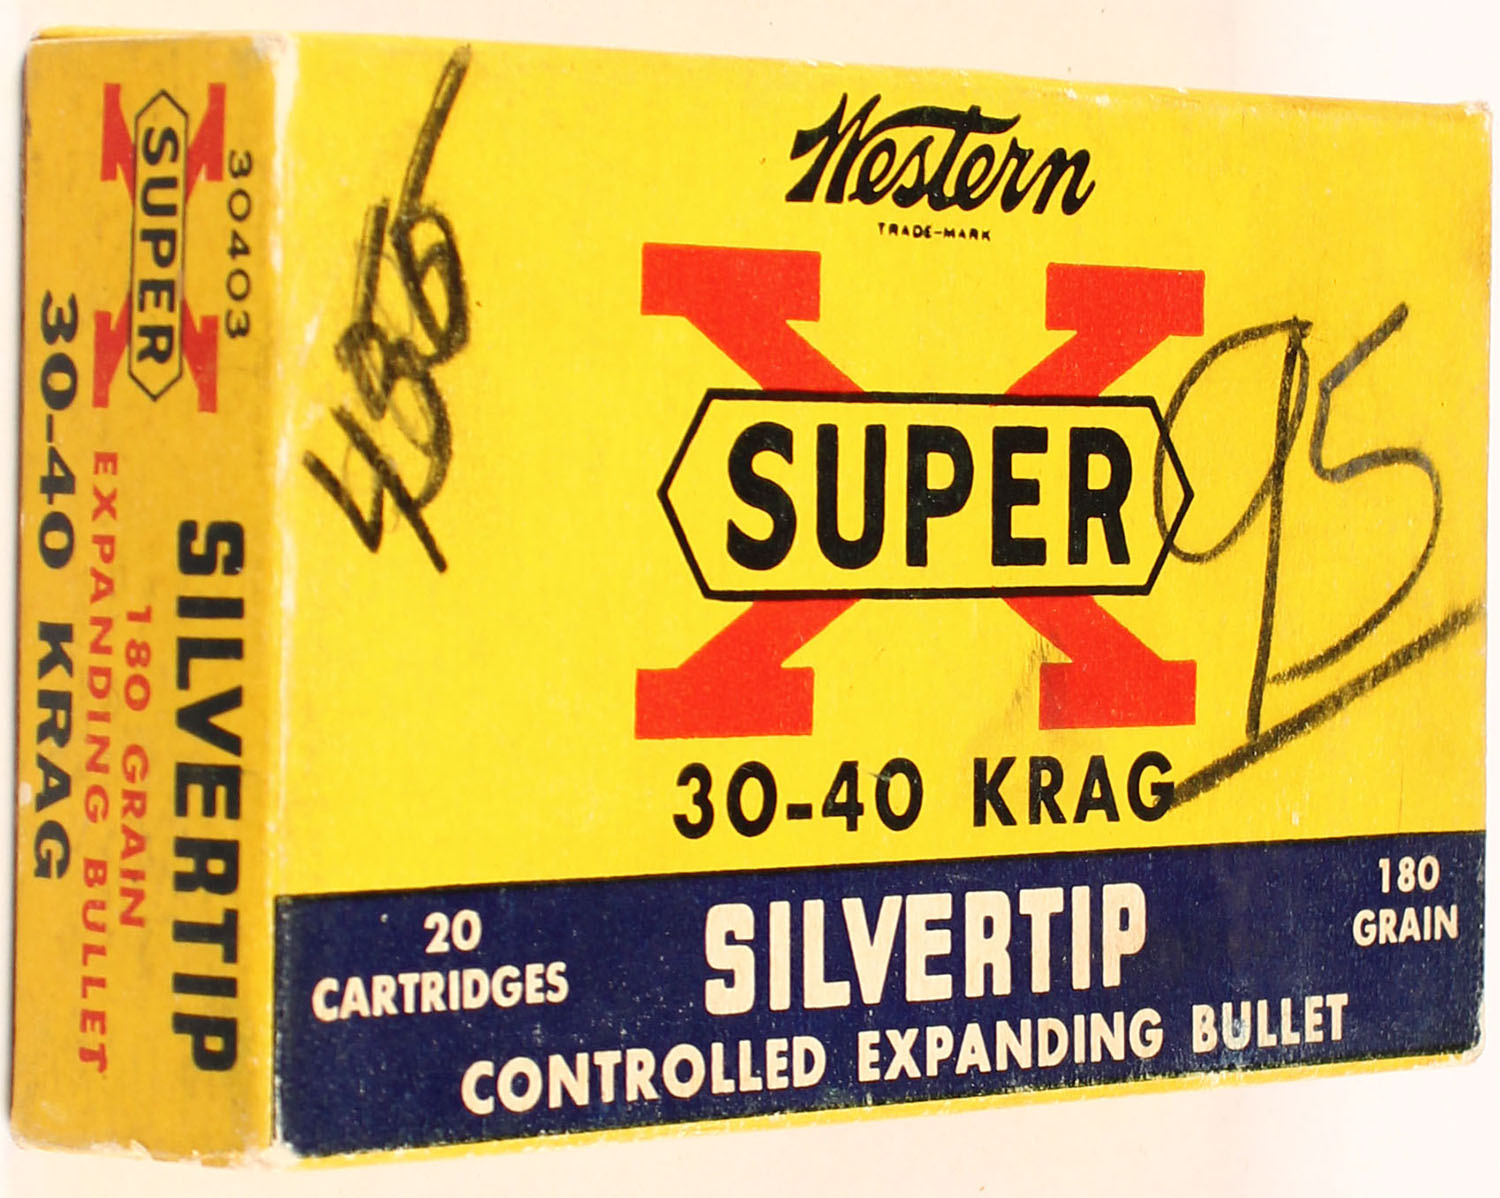 Western
TRADE-MARK
X
SUPER
30-40 KRAG
20
CARTRIDGES
SILVERTIP
180
GRAIN
CONTROLLED EXPANDING BULLET
95
30403
X
SUPER
SILVERTIP
180 GRAIN
EXPANDING BULLET
30-40 KRAG